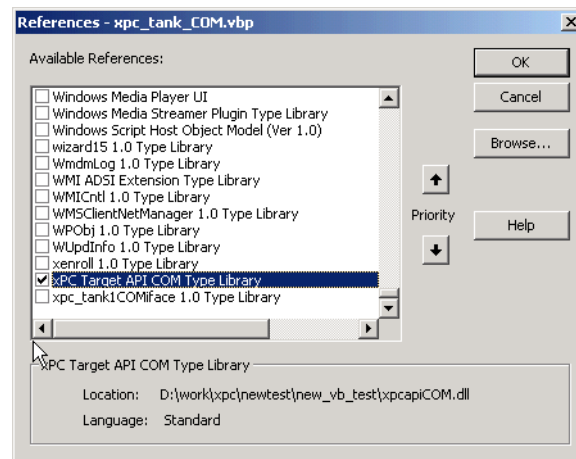 References - xpc_tank_COM.vbp
Available References:
OK
Cancel
Browse...
Help
Windows Media Player UI
Windows Media Streamer Plugin Type Library
Windows Script Host Object Model (Ver 1.0)
wizard15 1.0 Type Library
WmdmLog 1.0 Type Library
WMI ADSI Extension Type Library
WMICntl 1.0 Type Library
WMSClientNetManager 1.0 Type Library
WPObj 1.0 Type Library
WUpdInfo 1.0 Type Library
xenroll 1.0 Type Library
xPC Target API COM Type Library
xpc_tank1COMiface 1.0 Type Library
Priority
xPC Target API COM Type Library
Location: D:\work\xpc\newtest\new_vb_test\xpcapiCOM.dll
Language: Standard